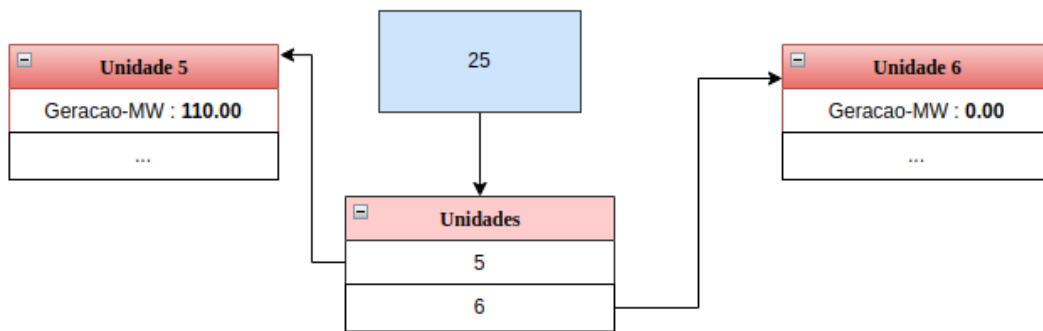 25
Unidade 5
Geracao-MW : 110.00
...
Unidade 6
Geracao-MW : 0.00
...
Unidades
5
6